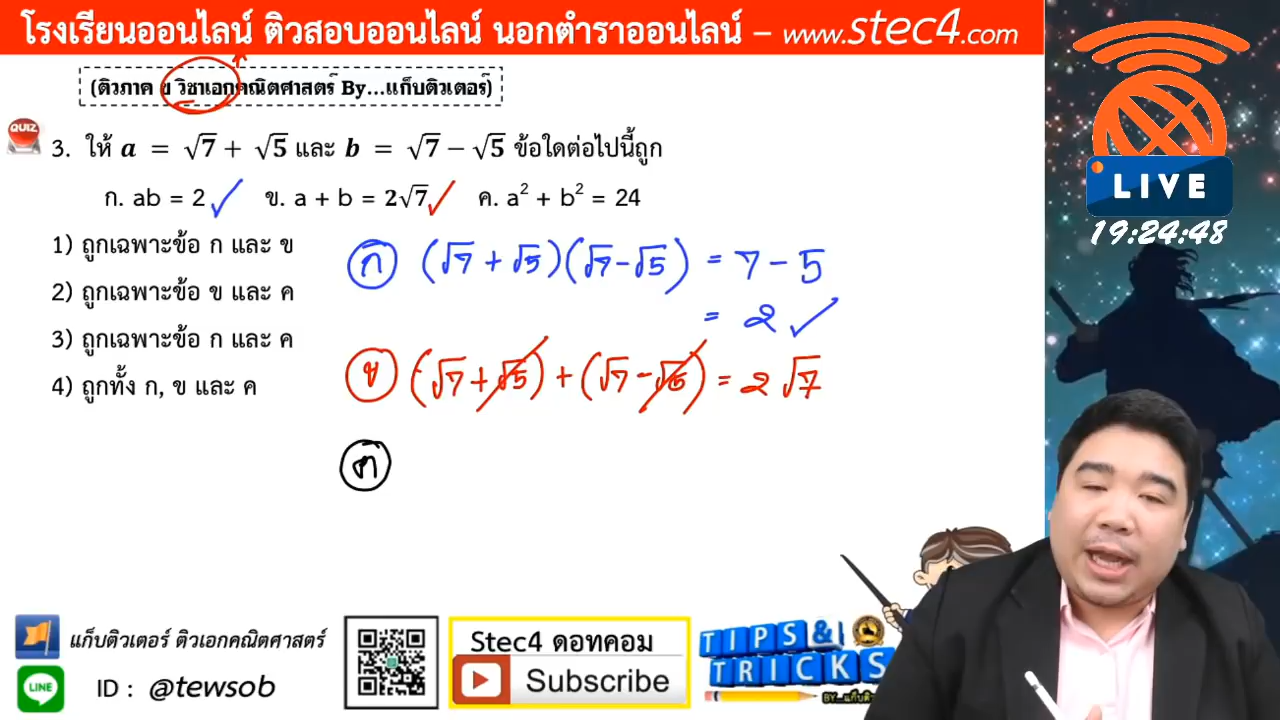 โรงเรียนออนไลน์ ติวสอบออนไลน์ นอกตำราออนไลน์ – www.stec4.com
(ติวภาค ข วิชาเอกคณิตศาสตร์ By...แก็บติวเตอร์)
QUIZ
3. ให้ a = √7 + √5 และ b = √7 − √5 ข้อใดต่อไปนี้ถูก
ก. ab = 2 ✓ ข. a + b = 2√7 ✓ ค. a² + b² = 24
1) ถูกเฉพาะข้อ ก และ ข
2) ถูกเฉพาะข้อ ข และ ค
3) ถูกเฉพาะข้อ ก และ ค
4) ถูกทั้ง ก, ข และ ค
ก (√7 + √5)(√7 − √5) = 7 − 5
= 2 ✓
ข (√7 + √5) + (√7 − √5) = 2√7
ค
LIVE
19:24:48
แก็บติวเตอร์ ติวเอกคณิตศาสตร์
LINE
ID : @tewsob
Stec4 ดอทคอม
Subscribe
TIPS &
TRICKS